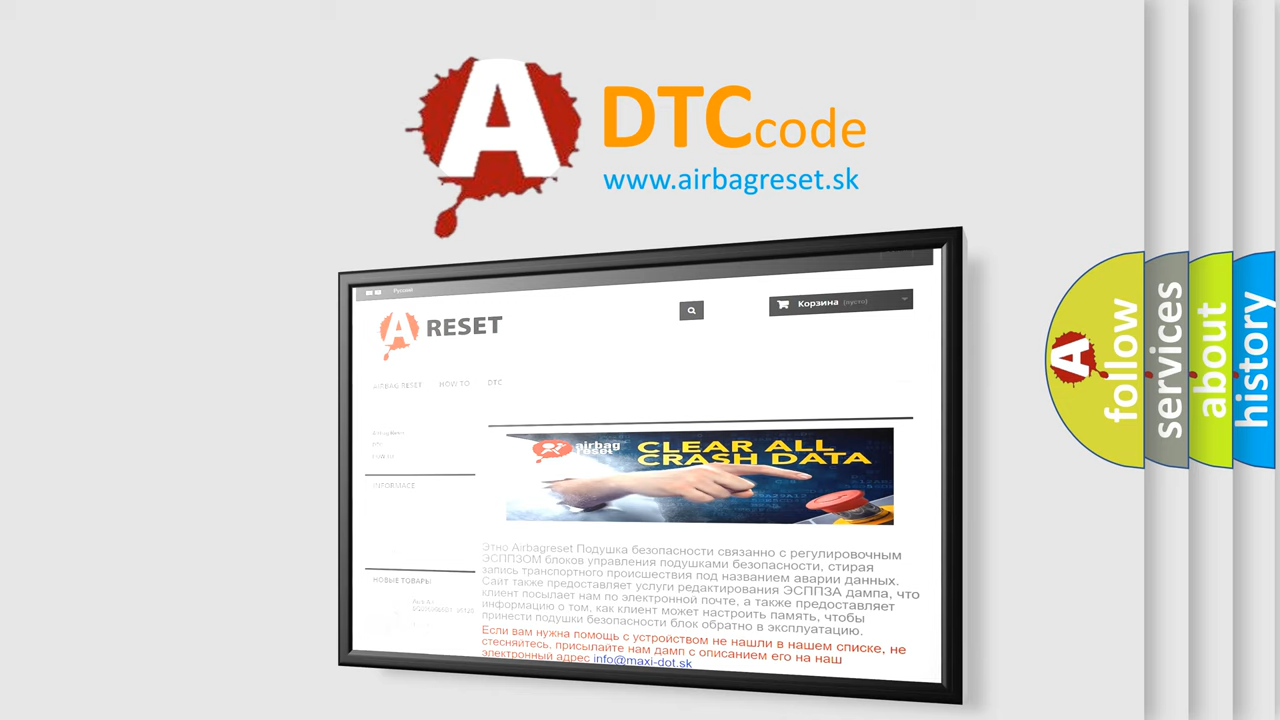 A
DTCcode
www.airbagreset.sk
Русский
Корзина (пусто)
A RESET
AIRBAG RESET HOW TO DTC
INFORMACE
НОВЫЕ ТОВАРЫ
airbag
reset
CLEAR ALL
CRASH DATA
Этно Airbagreset Подушка безопасности связанно с регулировочным
ЭСППЗОМ блоков управления подушками безопасности, стирая
запись транспортного происшествия под названием аварии данных.
Сайт также предоставляет услуги редактирования ЭСППЗА дампа, что
клиент посылает нам по электронной почте, а также предоставляет
информацию о том, как клиент может настроить память, чтобы
принести подушки безопасности блок обратно в эксплуатацию.
Если вам нужна помощь с устройством не нашли в нашем списке, не
стесняйтесь, присылайте нам дамп с описанием его на наш
электронный адрес info@maxi-dot.sk
A
follow
services
about
history